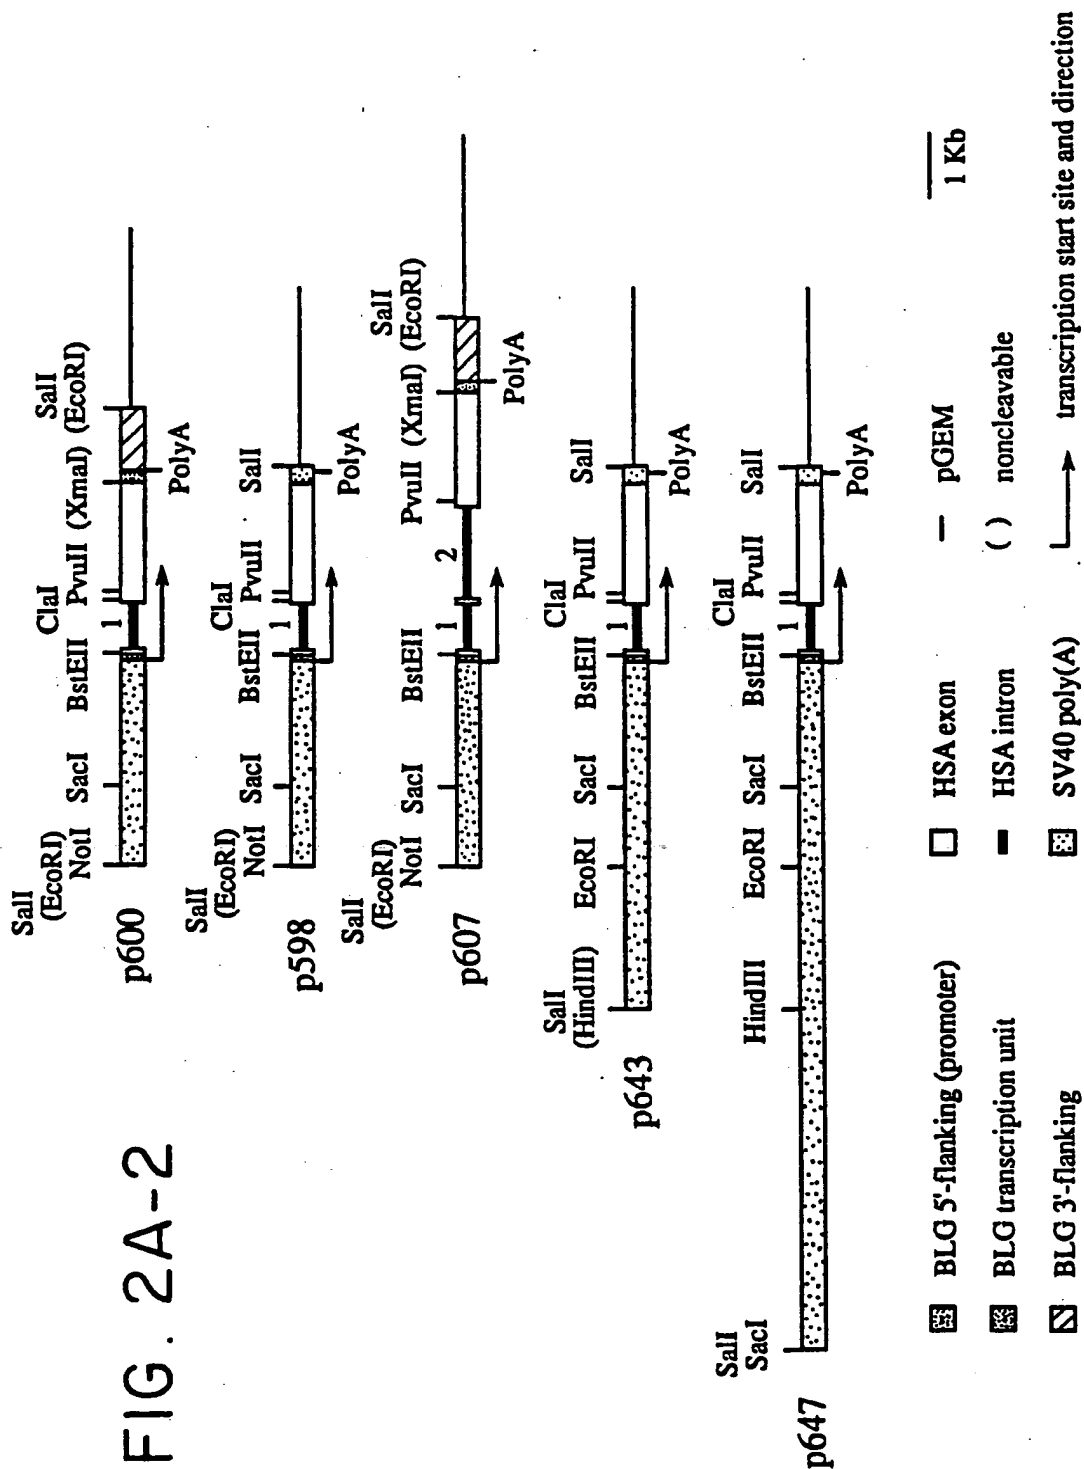 FIG. 2A-2
SalI
(EcoRI)
NotI SacI BstEII ClaI PvuII (XmaI) SalI (EcoRI)
1
p600
PolyA
SalI
(EcoRI)
NotI SacI BstEII ClaI PvuII SalI
1
p598
PolyA
SalI
(EcoRI)
NotI SacI BstEII PvuII (XmaI) SalI (EcoRI)
1 2
p607
PolyA
SalI
(HindIII) EcoRI SacI BstEII ClaI PvuII SalI
1
p643
PolyA
SalI
SacI HindIII EcoRI SacI BstEII ClaI PvuII SalI
1
p647
PolyA
BLG 5'-flanking (promoter)
BLG transcription unit
BLG 3'-flanking
HSA exon
HSA intron
SV40 poly(A)
pGEM
( ) noncleavable
transcription start site and direction
1 Kb